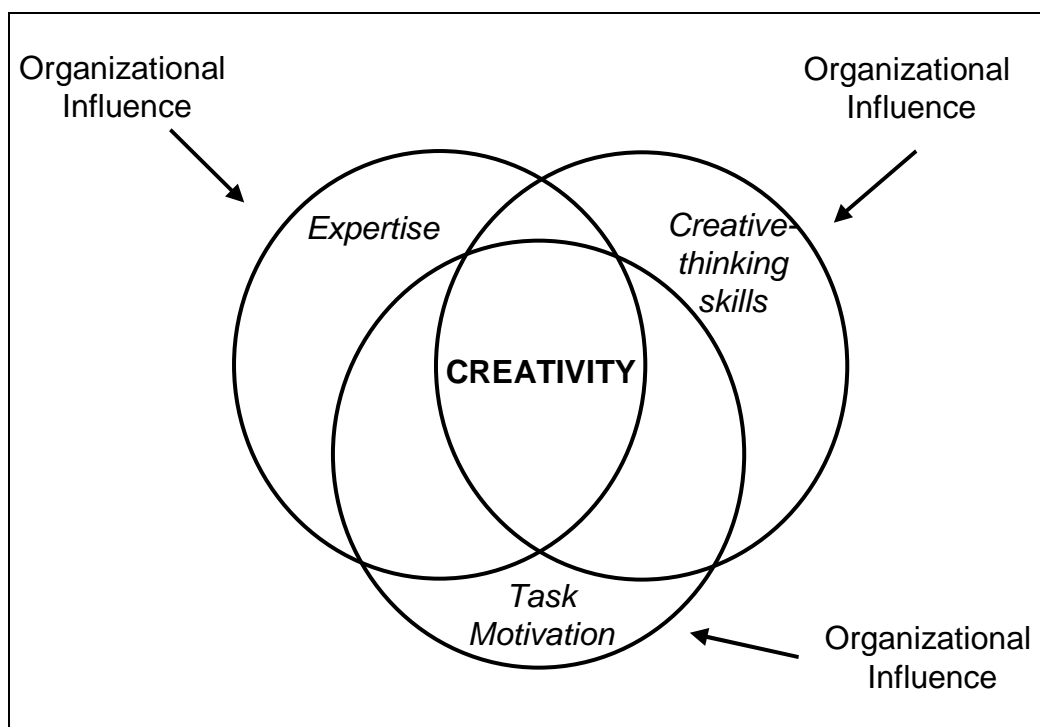 Organizational
Influence
Organizational
Influence
Expertise
Creative-
thinking
skills
CREATIVITY
Task
Motivation
Organizational
Influence